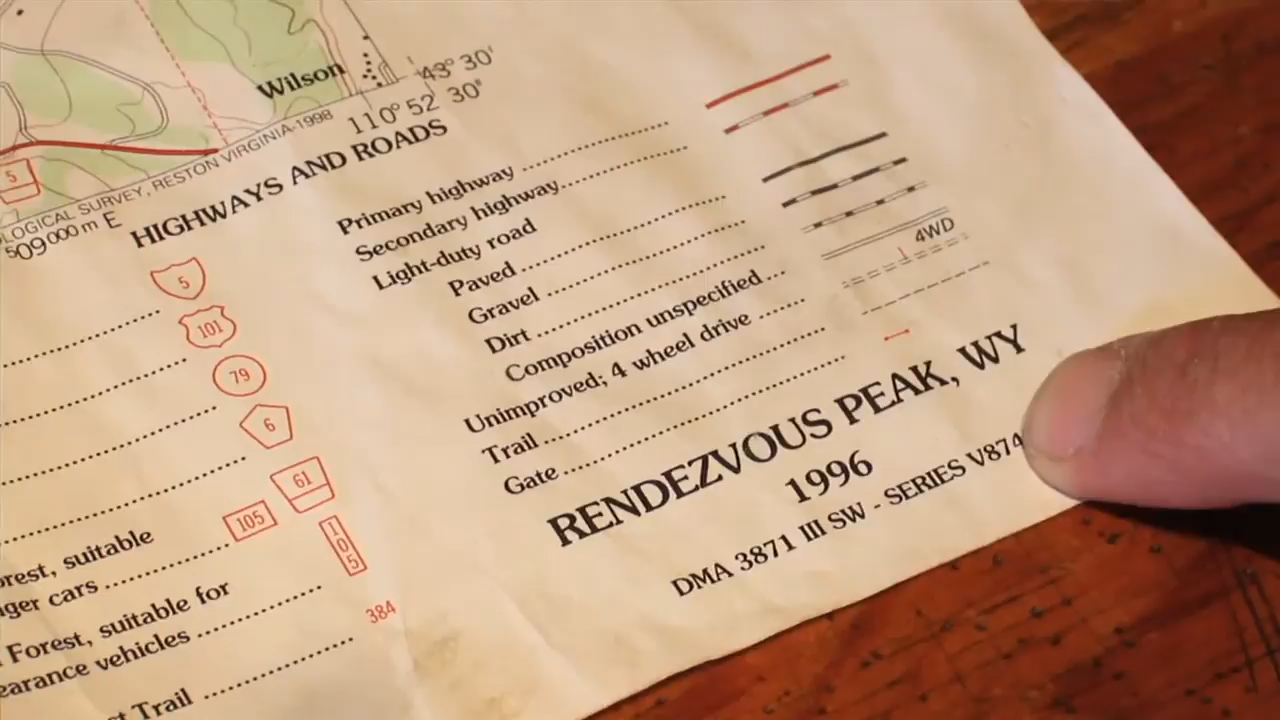 Wilson
43° 30'
110° 52' 30"
5
LOGICAL SURVEY, RESTON VIRGINIA-1998
509 000 m E
HIGHWAYS AND ROADS
5
101
79
6
61
105
105
384
orest, suitable
ger cars
Forest, suitable for
earance vehicles
t Trail
Primary highway
Secondary highway
Light-duty road
Paved
Gravel
Dirt
Composition unspecified
Unimproved; 4 wheel drive
4WD
Trail
Gate
RENDEZVOUS PEAK, WY
1996
DMA 3871 III SW - SERIES V874